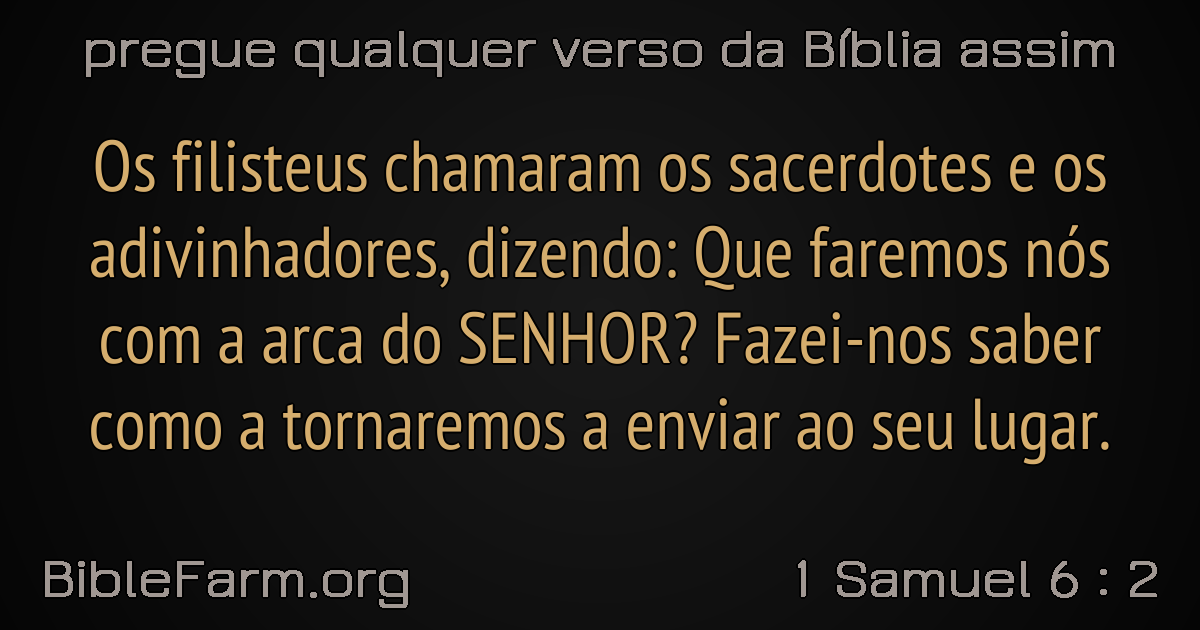 pregue qualquer verso da Bíblia assim
Os filisteus chamaram os sacerdotes e os
adivinhadores, dizendo: Que faremos nós
com a arca do SENHOR? Fazei-nos saber
como a tornaremos a enviar ao seu lugar.
BibleFarm.org
1 Samuel 6 : 2